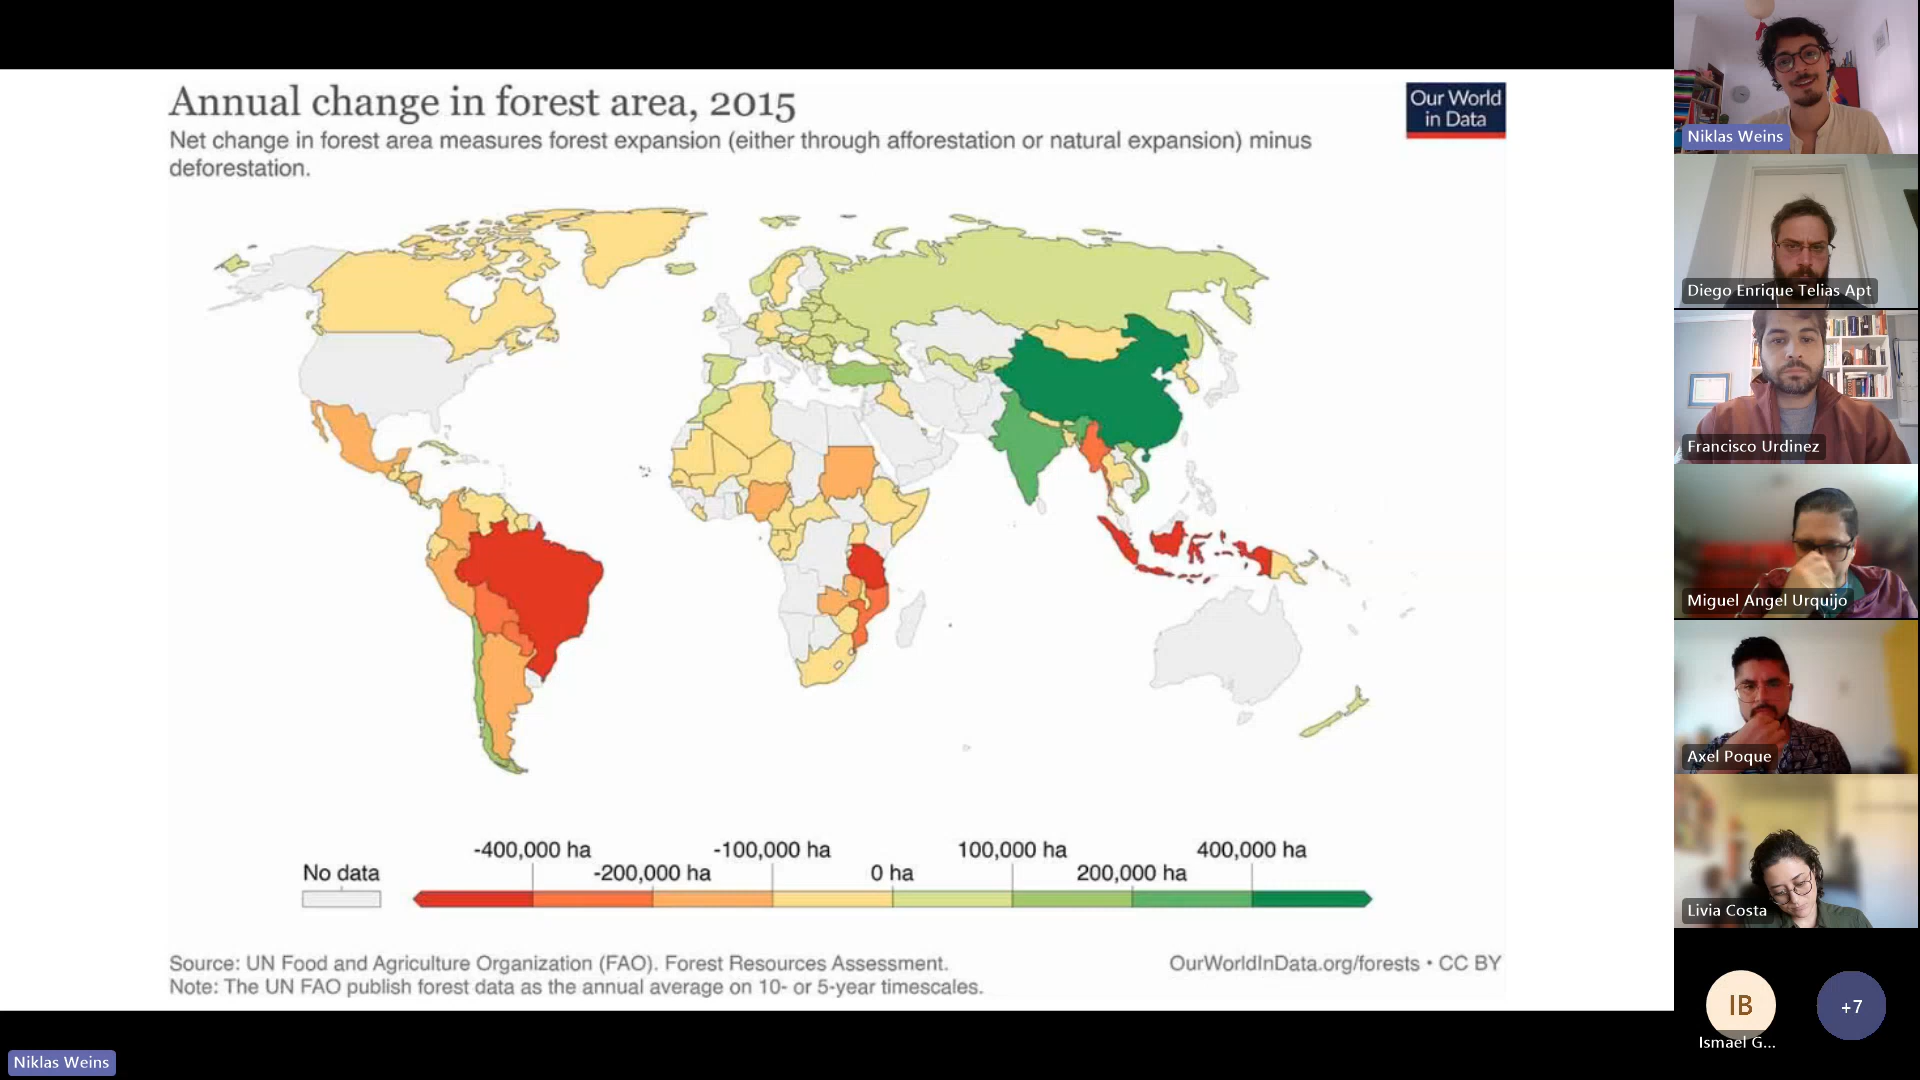 Annual change in forest area, 2015
Net change in forest area measures forest expansion (either through afforestation or natural expansion) minus
deforestation.
Our World
in Data
-400,000 ha
-100,000 ha
100,000 ha
400,000 ha
No data
-200,000 ha
0 ha
200,000 ha
Source: UN Food and Agriculture Organization (FAO). Forest Resources Assessment.
OurWorldInData.org/forests • CC BY
Note: The UN FAO publish forest data as the annual average on 10- or 5-year timescales.
Niklas Weins
Niklas Weins
Diego Enrique Telias Apt
Francisco Urdinez
Miguel Angel Urquijo
Axel Poque
Livia Costa
IB
+7
Ismael G...